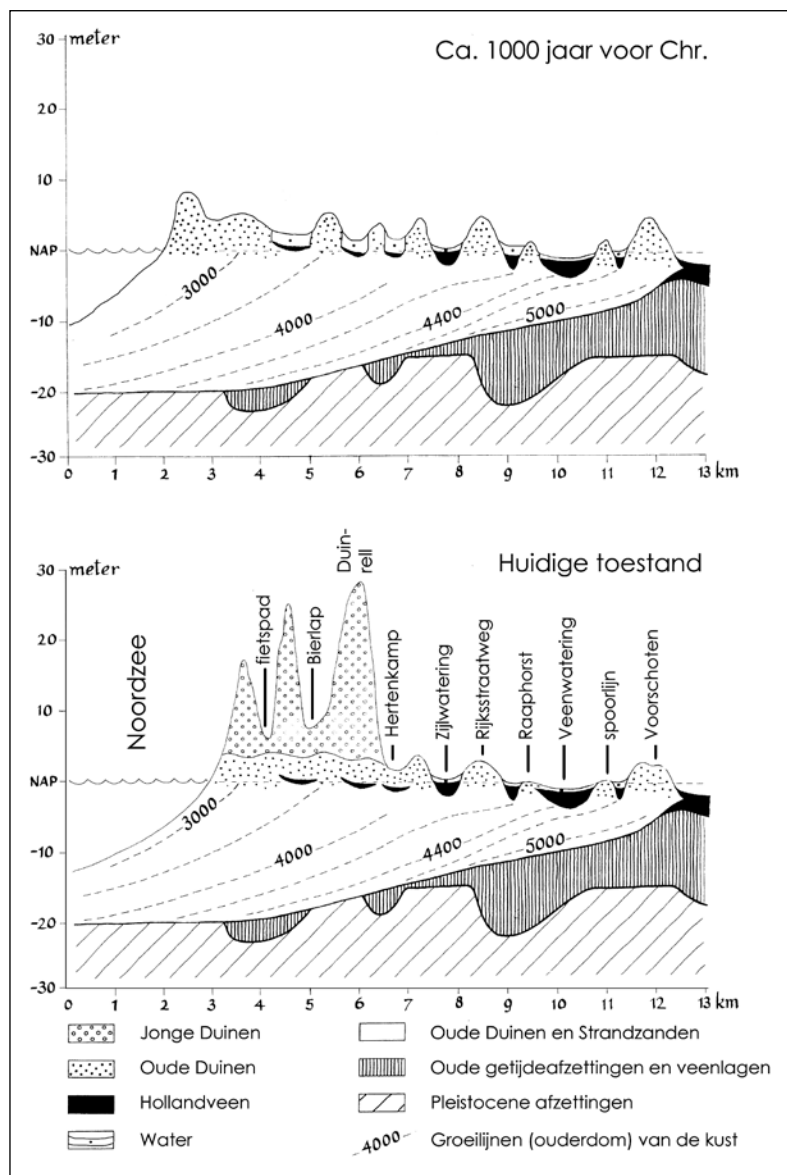 Ca. 1000 jaar voor Chr.
30 meter
20
10
NAP
-10
-20
-30
3000
4000
4400
5000
0 1 2 3 4 5 6 7 8 9 10 11 12 13 km
Huidige toestand
30 meter
20
10
NAP
-10
-20
-30
Noordzee
fietspad
Bierlap
Duin-
rell
Hertenkamp
Zijlwatering
Rijksstraatweg
Raaphorst
Veenwatering
spoorlijn
Voorschoten
3000
4000
4400
5000
0 1 2 3 4 5 6 7 8 9 10 11 12 13 km
Jonge Duinen
Oude Duinen
Hollandveen
Water
Oude Duinen en Strandzanden
Oude getijdeafzettingen en veenlagen
Pleistocene afzettingen
4000 Groeilijnen (ouderdom) van de kust